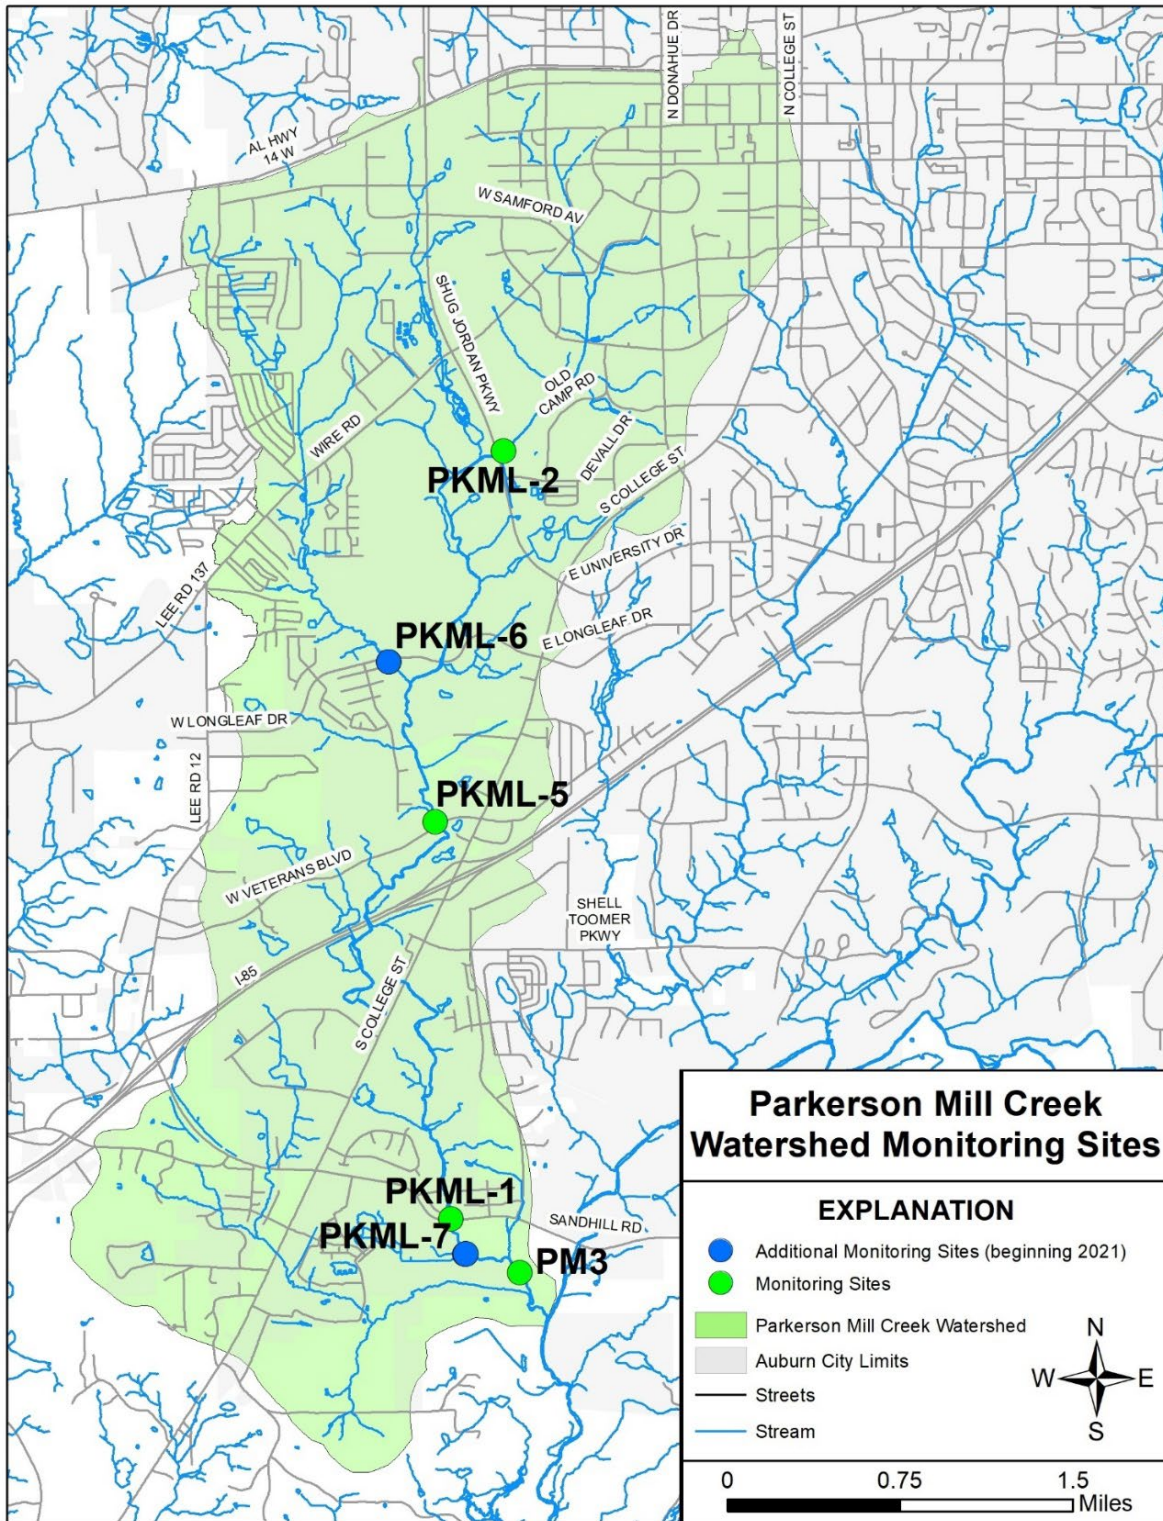 N DONAHUE DR
N COLLEGE ST
AL HWY
14 W
W SAMFORD AV
SHUG JORDAN PKWY
OLD
CAMP RD
WIRE RD
DEVALL DR
PKML-2
S COLLEGE ST
E UNIVERSITY DR
LEE RD 137
PKML-6
E LONGLEAF DR
W LONGLEAF DR
LEE RD 12
PKML-5
W VETERANS BLVD
SHELL
TOOMER
PKWY
I-85
S COLLEGE ST
PKML-1
SANDHILL RD
PKML-7
PM3
Parkerson Mill Creek
Watershed Monitoring Sites
EXPLANATION
Additional Monitoring Sites (beginning 2021)
Monitoring Sites
Parkerson Mill Creek Watershed
Auburn City Limits
Streets
Stream
N
W
E
S
0 0.75 1.5
Miles